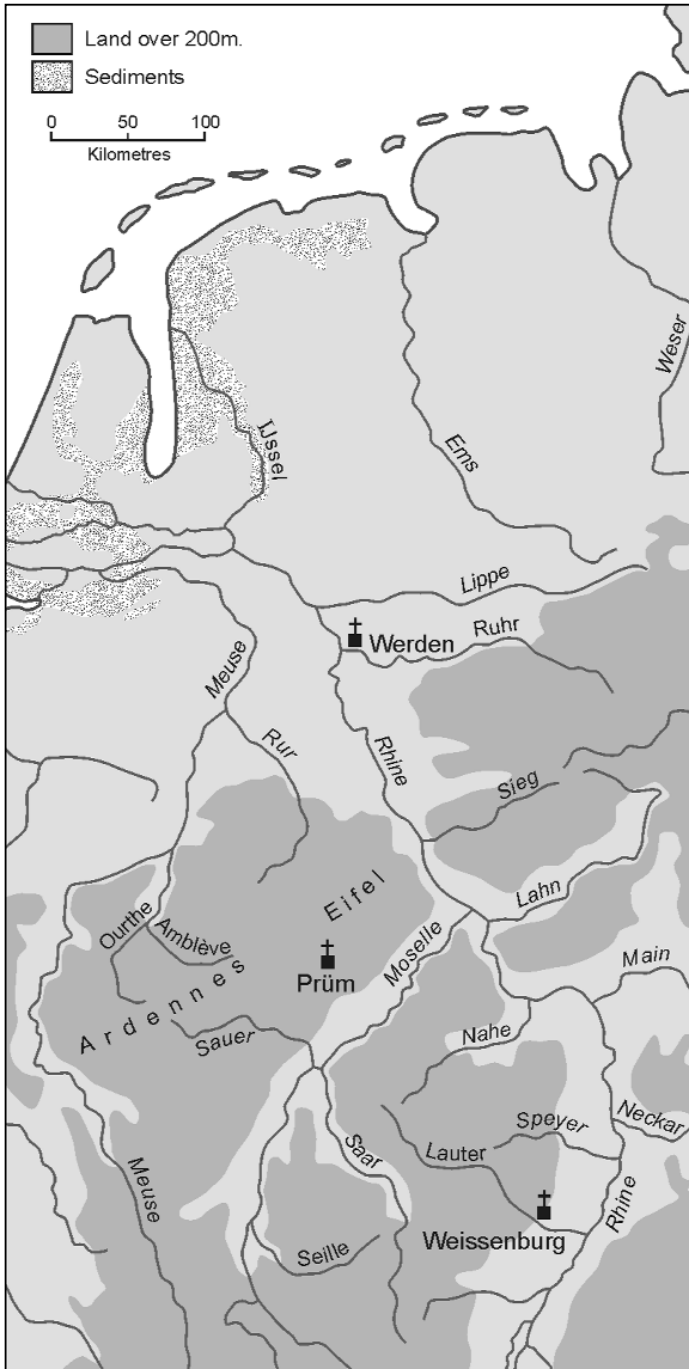 Land over 200m.
Sediments
0 50 100
Kilometres
Weser
IJssel
Ems
Lippe
Werden
Ruhr
Meuse
Rur
Rhine
Sieg
Eifel
Lahn
Ourthe
Amblève
Moselle
Prüm
Main
Ardennes
Sauer
Nahe
Neckar
Speyer
Lauter
Saar
Meuse
Rhine
Weissenburg
Seille